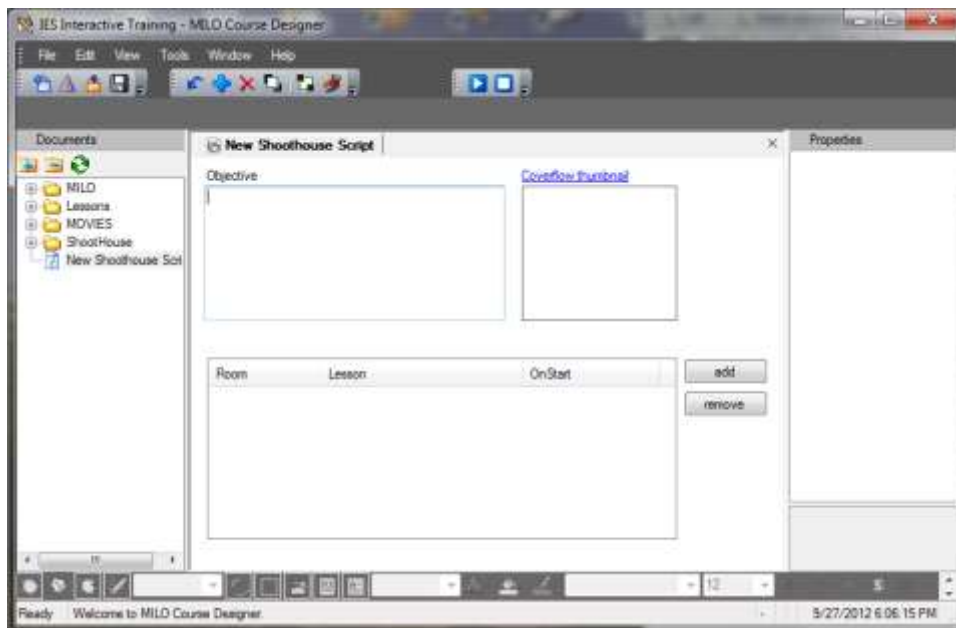 IES Interactive Training - MILO Course Designer
File Edit View Tools Window Help
Documents
New Shoothouse Script
Properties
MILO
Lessons
MOVIES
ShootHouse
New Shoothouse Scri
Objective
Coverflow thumbnail
Room Lesson OnStart
add
remove
12
S
Ready Welcome to MILO Course Designer
5/27/2012 6:06:15 PM